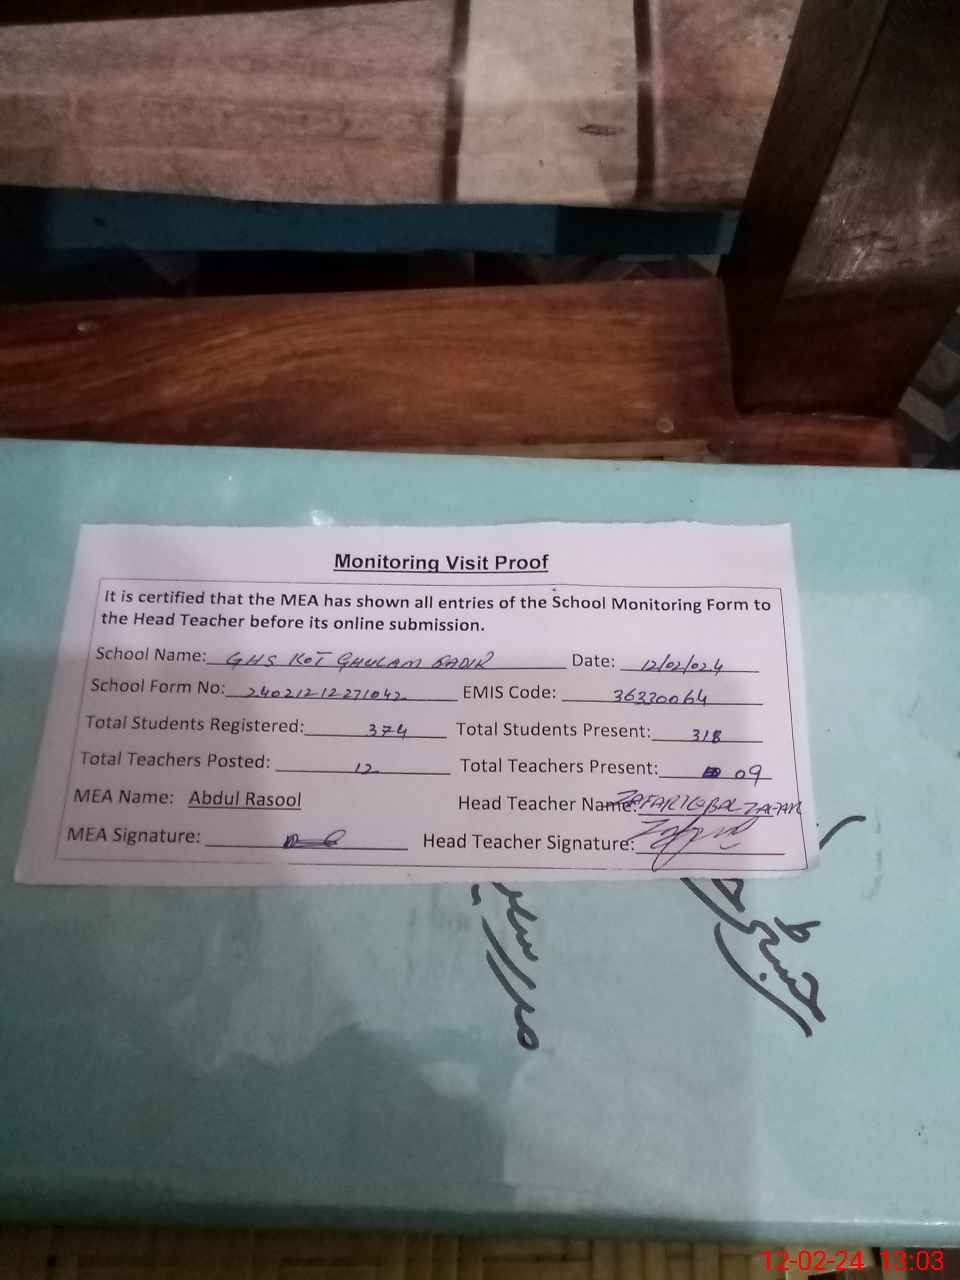 Monitoring Visit Proof
It is certified that the MEA has shown all entries of the School Monitoring Form to
the Head Teacher before its online submission.
School Name: GHS KOT GHULAM QADIR Date: 12/02/024
School Form No: 24021212271042 EMIS Code: 36330064
Total Students Registered: 374 Total Students Present: 318
Total Teachers Posted: 12 Total Teachers Present: 09
MEA Name: Abdul Rasool Head Teacher Name: ZAFAR IQBAL ZAFAR
MEA Signature: Head Teacher Signature:
12-02-24 13:03